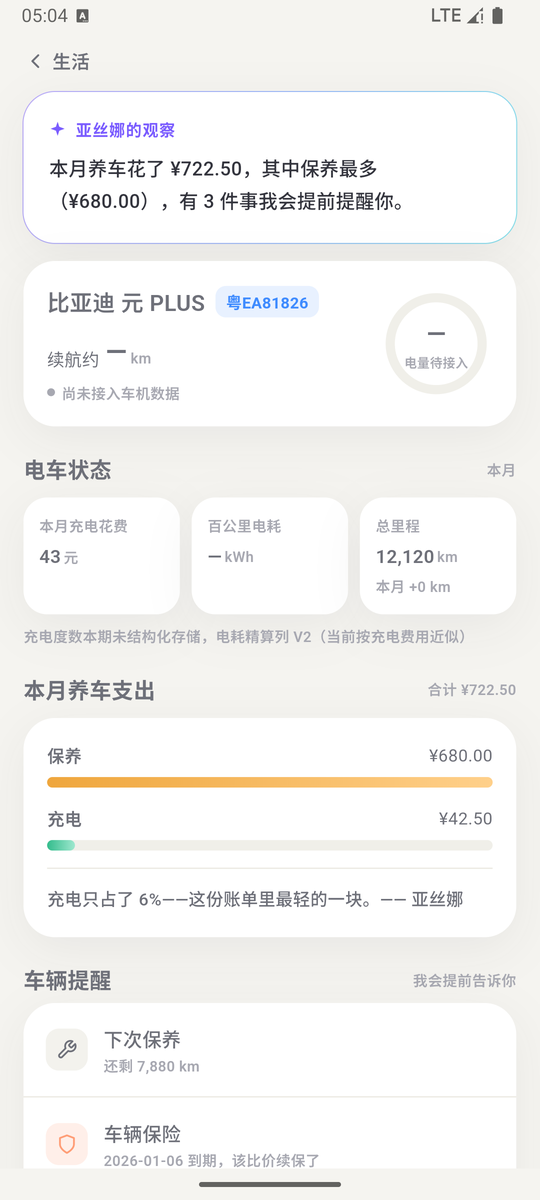 05:04 A LTE
生活
亚丝娜的观察
本月养车花了 ¥722.50，其中保养最多
（¥680.00），有 3 件事我会提前提醒你。
比亚迪 元 PLUS 粤EA81826
续航约 — km
尚未接入车机数据
—
电量待接入
电车状态 本月
本月充电花费
43 元
百公里电耗
— kWh
总里程
12,120 km
本月 +0 km
充电度数本期未结构化存储，电耗精算列 V2（当前按充电费用近似）
本月养车支出 合计 ¥722.50
保养 ¥680.00
充电 ¥42.50
充电只占了 6%——这份账单里最轻的一块。—— 亚丝娜
车辆提醒 我会提前告诉你
下次保养
还剩 7,880 km
车辆保险
2026-01-06 到期，该比价续保了